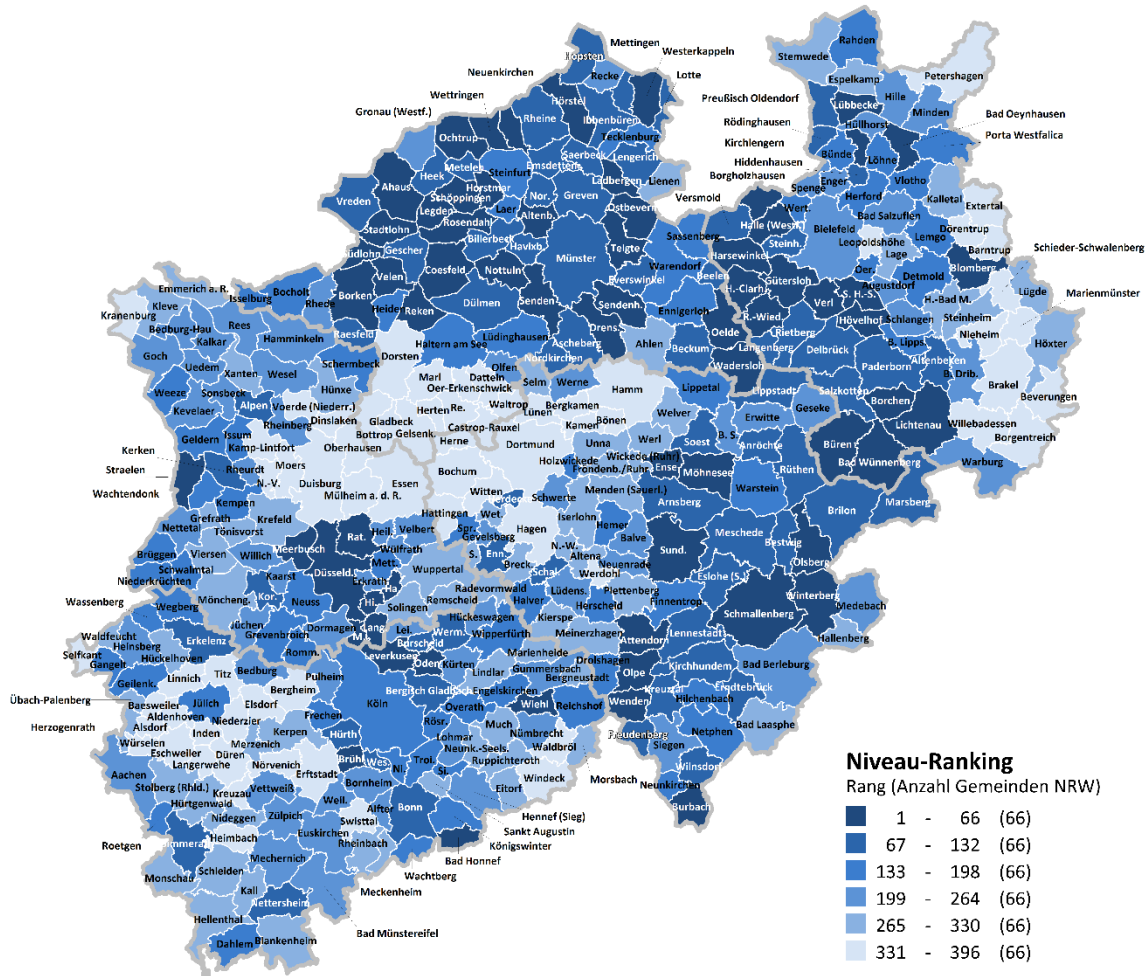 Mettingen
Westerkappeln
Hopsten
Recke
Lotte
Neuenkirchen
Wettringen
Gronau (Westf.)
Hörstel
Rheine
Ibbenbüren
Tecklenburg
Ochtrup
Rahden
Stemwede
Espelkamp
Petershagen
Preußisch Oldendorf
Lübbecke
Hille
Minden
Bad Oeynhausen
Rödinghausen
Hüllhorst
Porta Westfalica
Kirchlengern
Hiddenhausen
Bünde
Löhne
Borgholzhausen
Enger
Vlotho
Spenge
Herford
Kalletal
Extertal
Versmold
Wert.
Bad Salzuflen
Dörentrup
Halle (Westf.)
Bielefeld
Leopoldshöhe
Lemgo
Barntrup
Steinh.
Lage
Schieder-Schwalenberg
Harsewinkel
Oer.
Detmold
Blomberg
Augustdorf
Lügde
Marienmünster
H.-Clarh.
Gütersloh
S. H.-S.
H.-Bad M.
Verl
Schlangen
Steinheim
R.-Wied.
Hövelhof
Nieheim
Rietberg
B. Lipps.
Höxter
Langenberg
Delbrück
Altenbeken
Paderborn
B. Drib.
Brakel
Salzkotten
Borchen
Beverungen
Lichtenau
Willebadessen
Borgentreich
Büren
Bad Wünnenberg
Warburg
Metelen
Steinfurt
Emsdetten
Saerbeck
Lengerich
Heek
Ahaus
Horstmar
Nor.
Ladbergen
Lienen
Vreden
Schöppingen
Laer
Greven
Legden
Altenb.
Ostbevern
Stadtlohn
Rosendahl
Billerbeck
Havixb.
Telgte
Sassenberg
Gescher
Südlohn
Münster
Warendorf
Velen
Coesfeld
Nottuln
Everswinkel
Beelen
Borken
Heiden
Reken
Dülmen
Senden
Sendenh.
Ennigerloh
Raesfeld
Drens.
Oelde
Ascheberg
Ahlen
Beckum
Wadersloh
Lüdinghausen
Nordkirchen
Haltern am See
Olfen
Emmerich a. R.
Isselburg
Bocholt
Rhede
Kleve
Kranenburg
Rees
Bedburg-Hau
Kalkar
Hamminkeln
Goch
Uedem
Xanten
Wesel
Schermbeck
Dorsten
Weeze
Sonsbeck
Hünxe
Kevelaer
Alpen
Voerde (Niederr.)
Rheinberg
Dinslaken
Geldern
Issum
Kamp-Lintfort
Kerken
Rheurdt
Moers
Straelen
N.-V.
Duisburg
Wachtendonk
Kempen
Marl
Datteln
Oer-Erkenschwick
Gladbeck
Herten
Re.
Waltrop
Bottrop
Gelsenk.
Castrop-Rauxel
Herne
Oberhausen
Essen
Mülheim a. d. R.
Selm
Werne
Hamm
Bergkamen
Lünen
Kamen
Bönen
Dortmund
Unna
Bochum
Holzwickede
Witten
Herdecke
Schwerte
Hattingen
Wet.
Spr.
Gevelsberg
Hagen
Enn.
S.
Breck.
Lippetal
Lippstadt
Welver
Erwitte
Geseke
Werl
Soest
B. S.
Anröchte
Wickede (Ruhr)
Fröndenb./Ruhr
Ense
Möhnesee
Rüthen
Warstein
Menden (Sauerl.)
Arnsberg
Marsberg
Brilon
Iserlohn
Hemer
Balve
Meschede
Bestwig
Olsberg
N.-W.
Altena
Sund.
Neuenrade
Werdohl
Eslohe (S.)
Schal.
Lüdens.
Plettenberg
Finnentrop
Schmallenberg
Winterberg
Medebach
Hallenberg
Halver
Herscheid
Kierspe
Meinerzhagen
Attendorn
Lennestadt
Grefrath
Krefeld
Nettetal
Tönisvorst
Meerbusch
Rat.
Heil.
Velbert
Wülfrath
Brüggen
Viersen
Willich
Mett.
Wuppertal
Schwalmtal
Düsseld.
Erkrath
Niederkrüchten
Kaarst
Ha.
Hi.
Möncheng.
Kor.
Neuss
Solingen
Remscheid
Radevormwald
Wassenberg
Wegberg
Jüchen
Dormagen
Lang.
M.
Hückeswagen
Grevenbroich
Lei.
Werm.
Wipperfürth
Romm.
Burscheid
Waldfeucht
Heinsberg
Erkelenz
Leverkusen
Oden.
Kürten
Marienheide
Selfkant
Gangelt
Hückelhoven
Lindlar
Gummersbach
Geilenk.
Linnich
Titz
Bedburg
Pulheim
Bergisch Gladbach
Engelskirchen
Bergneustadt
Drolshagen
Olpe
Kirchhundem
Bad Berleburg
Wenden
Kreuztal
Hilchenbach
Erndtebrück
Freudenberg
Siegen
Netphen
Bad Laasphe
Wilnsdorf
Neunkirchen
Burbach
Übach-Palenberg
Baesweiler
Jülich
Elsdorf
Bergheim
Köln
Overath
Wiehl
Reichshof
Aldenhoven
Niederzier
Frechen
Rösr.
Herzogenrath
Alsdorf
Inden
Kerpen
Hürth
Much
Nümbrecht
Lohmar
Waldbröl
Würselen
Merzenich
Neunk.-Seels.
Eschweiler
Düren
Brühl
Wes.
Troi.
Ruppichteroth
Morsbach
Langerwehe
Nörvenich
Erftstadt
Ni.
Si.
Windeck
Aachen
Stolberg (Rhld.)
Kreuzau
Vettweiß
Bornheim
Eitorf
Hürtgenwald
Weil.
Alfter
Bonn
Hennef (Sieg)
Nideggen
Zülpich
Swisttal
Sankt Augustin
Roetgen
Simmerath
Heimbach
Euskirchen
Rheinbach
Königswinter
Bad Honnef
Mechernich
Wachtberg
Monschau
Schleiden
Meckenheim
Kall
Nettersheim
Bad Münstereifel
Hellenthal
Dahlem
Blankenheim
Niveau-Ranking
Rang (Anzahl Gemeinden NRW)
1 - 66 (66)
67 - 132 (66)
133 - 198 (66)
199 - 264 (66)
265 - 330 (66)
331 - 396 (66)